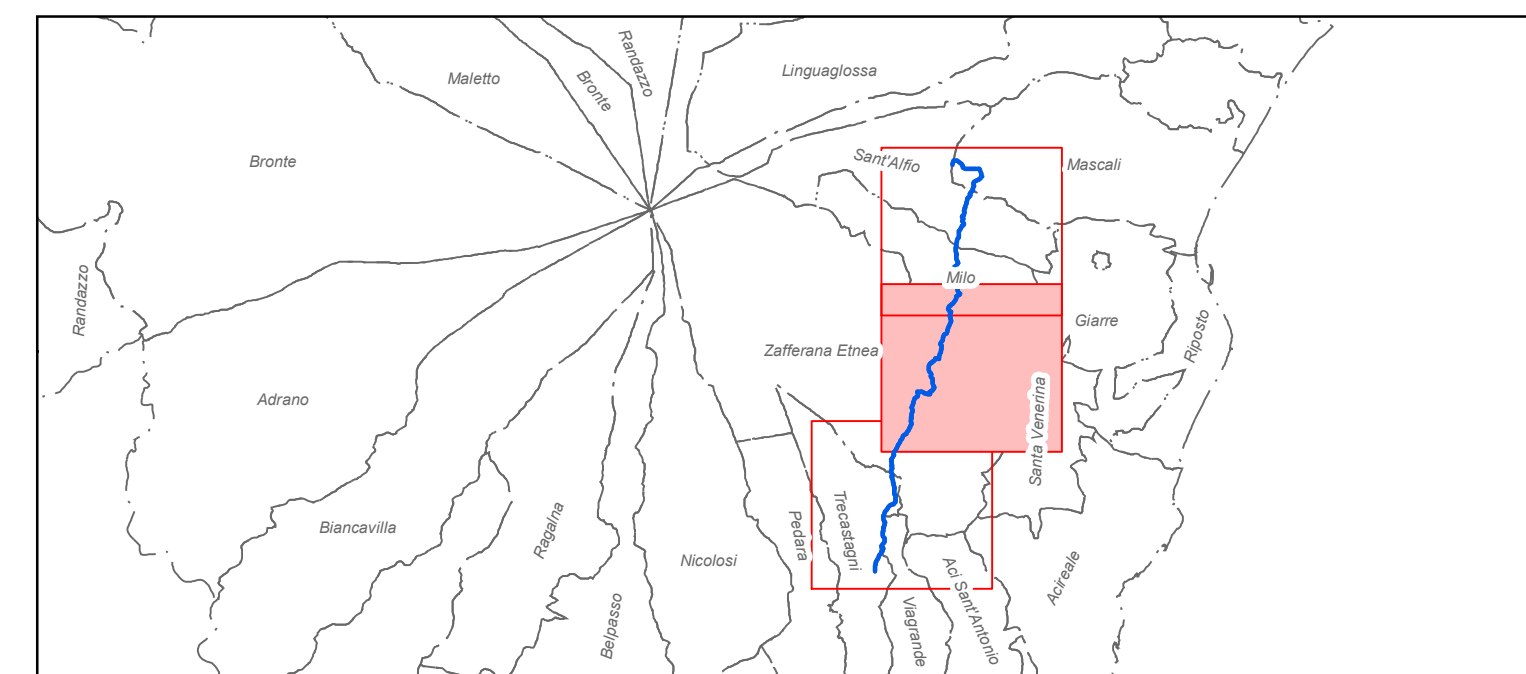 Randazzo
Linguaglossa
Maletto
Bronte
Bronte
Sant'Alfio
Mascali
Milo
Randazzo
Giarre
Riposto
Zafferana Etnea
Adrano
Santa Venerina
Biancavilla
Ragalna
Pedara
Trecastagni
Nicolosi
Acireale
Belpasso
Viagrande
Aci Sant'Antonio